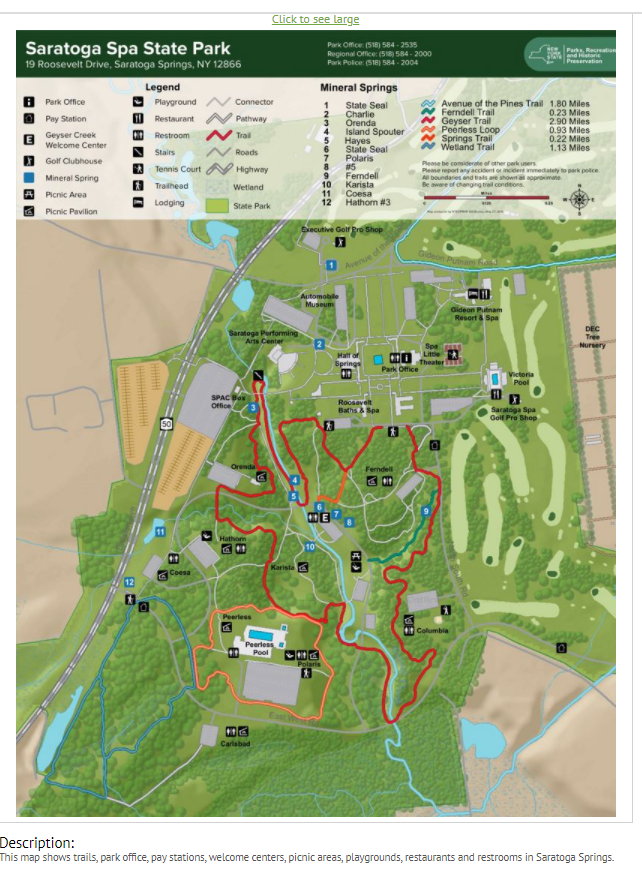 Click to see large
Saratoga Spa State Park
19 Roosevelt Drive, Saratoga Springs, NY 12866
Park Office: (518) 584 - 2535
Regional Office: (518) 584 - 2000
Park Police: (518) 584 - 2004
NEW YORK STATE
Parks, Recreation
and Historic
Preservation
Legend
Park Office
Pay Station
Geyser Creek
Welcome Center
Golf Clubhouse
Mineral Spring
Picnic Area
Picnic Pavilion
Playground
Restaurant
Restroom
Stairs
Tennis Court
Trailhead
Lodging
Connector
Pathway
Trail
Roads
Highway
Wetland
State Park
Mineral Springs
1 State Seal
2 Charlie
3 Orenda
4 Island Spouter
5 Hayes
6 State Seal
7 Polaris
8 #5
9 Ferndell
10 Karista
11 Coesa
12 Hathorn #3
Avenue of the Pines Trail 1.80 Miles
Ferndell Trail 0.23 Miles
Geyser Trail 2.90 Miles
Peerless Loop 0.93 Miles
Springs Trail 0.22 Miles
Wetland Trail 1.13 Miles
Please be considerate of other park users.
Please report any accident or incident immediately to park police.
All boundaries and trails are shown as approximate.
Be aware of changing trail conditions.
Miles
0 0.125 0.25
N
W E
S
Executive Golf Pro Shop
1
Avenue of the
Gideon Putnam Road
Automobile
Museum
Gideon Putnam
Resort & Spa
DEC
Tree
Nursery
Saratoga Performing
Arts Center
2
Hall of
Springs
Park Office
Spa
Little
Theater
Victoria
Pool
SPAC Box
Office
3
Roosevelt
Baths & Spa
Saratoga Spa
Golf Pro Shop
50
Orenda
4
5
Ferndell
6
E
7
8
9
11
Hathorn
10
Coesa
Karista
12
Peerless
Columbia
Peerless
Pool
Polaris
East
Carlsbad
Description:
This map shows trails, park office, pay stations, welcome centers, picnic areas, playgrounds, restaurants and restrooms in Saratoga Springs.